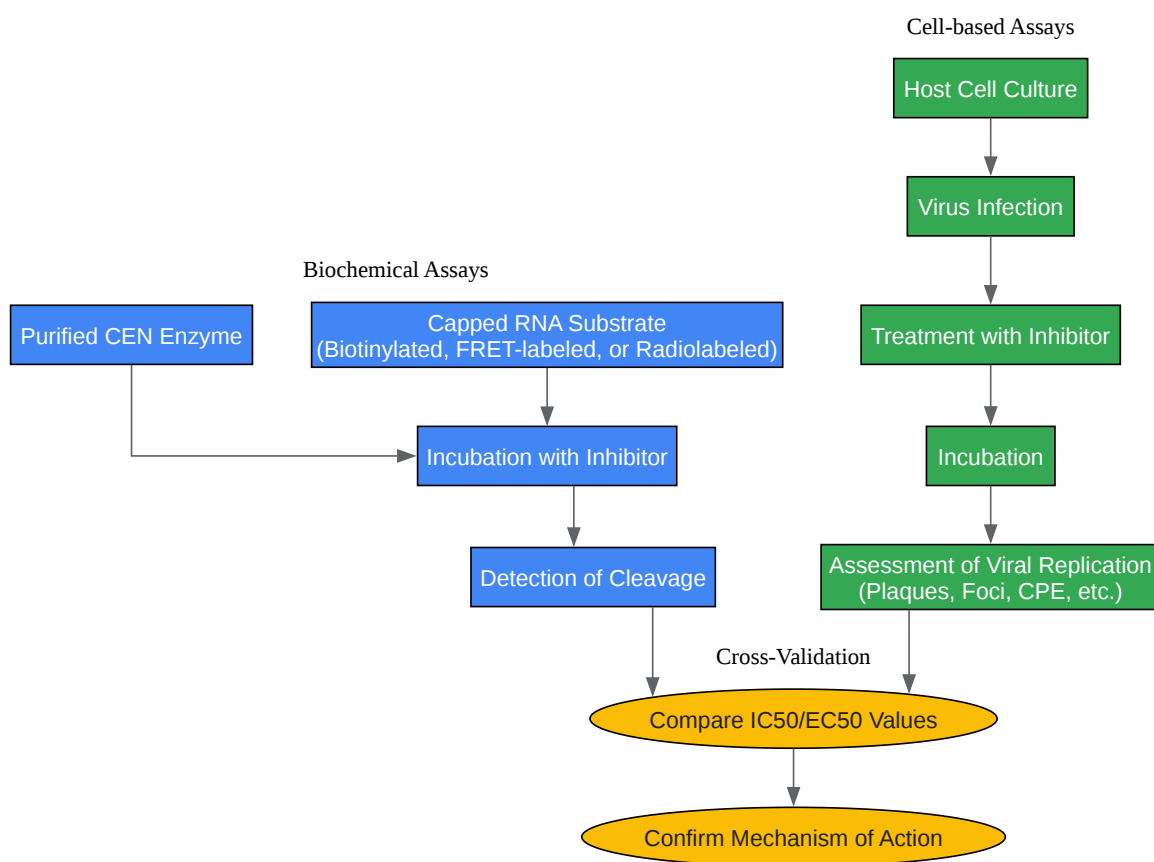 Cell-based Assays
Host Cell Culture
Virus Infection
Biochemical Assays
Purified CEN Enzyme
Capped RNA Substrate
(Biotinylated, FRET-labeled, or Radiolabeled)
Treatment with Inhibitor
Incubation with Inhibitor
Incubation
Detection of Cleavage
Assessment of Viral Replication
(Plaques, Foci, CPE, etc.)
Cross-Validation
Compare IC50/EC50 Values
Confirm Mechanism of Action